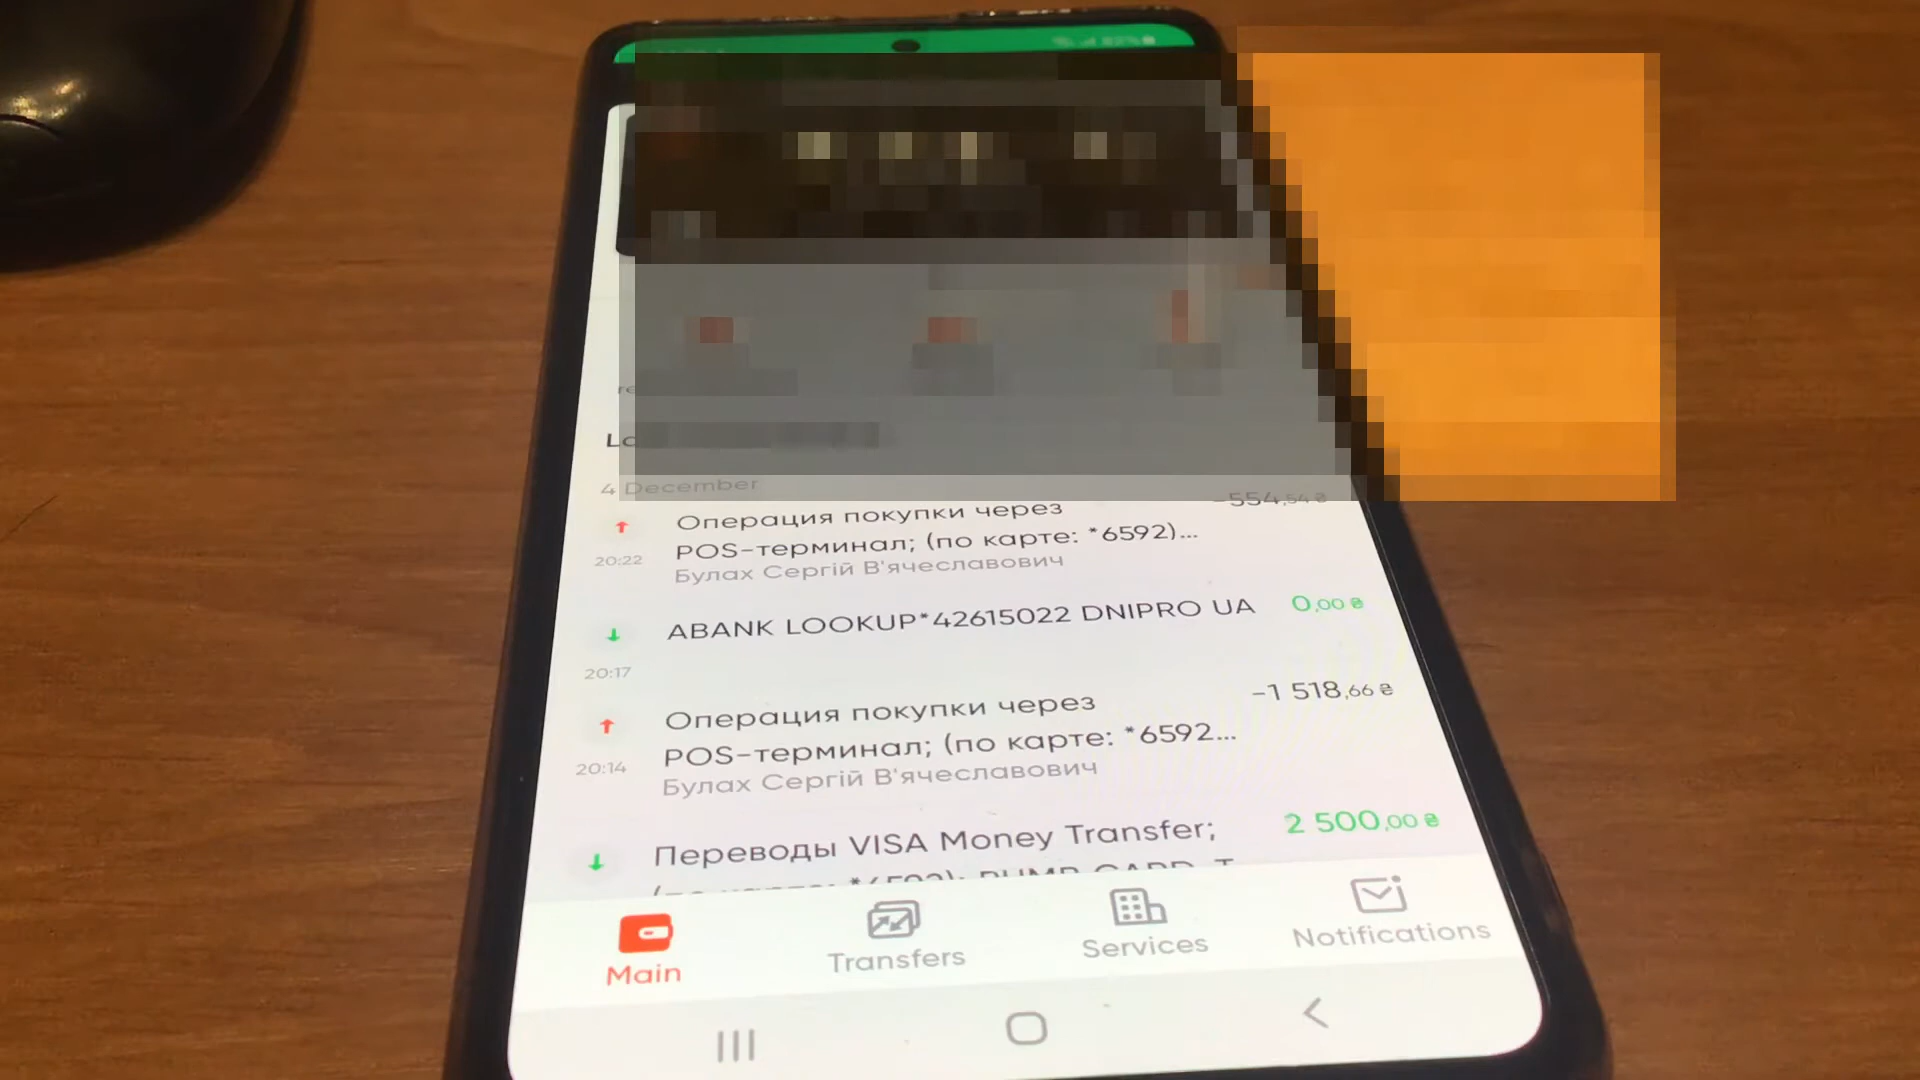 4 December
Операция покупки через
-554,54 ₴
POS-терминал; (по карте: *6592)...
20:22
Булах Сергій В'ячеславович
ABANK LOOKUP*42615022 DNIPRO UA
0,00 ₴
20:17
Операция покупки через
-1 518,66 ₴
POS-терминал; (по карте: *6592...
20:14
Булах Сергій В'ячеславович
Переводы VISA Money Transfer;
2 500,00 ₴
Main
Transfers
Services
Notifications